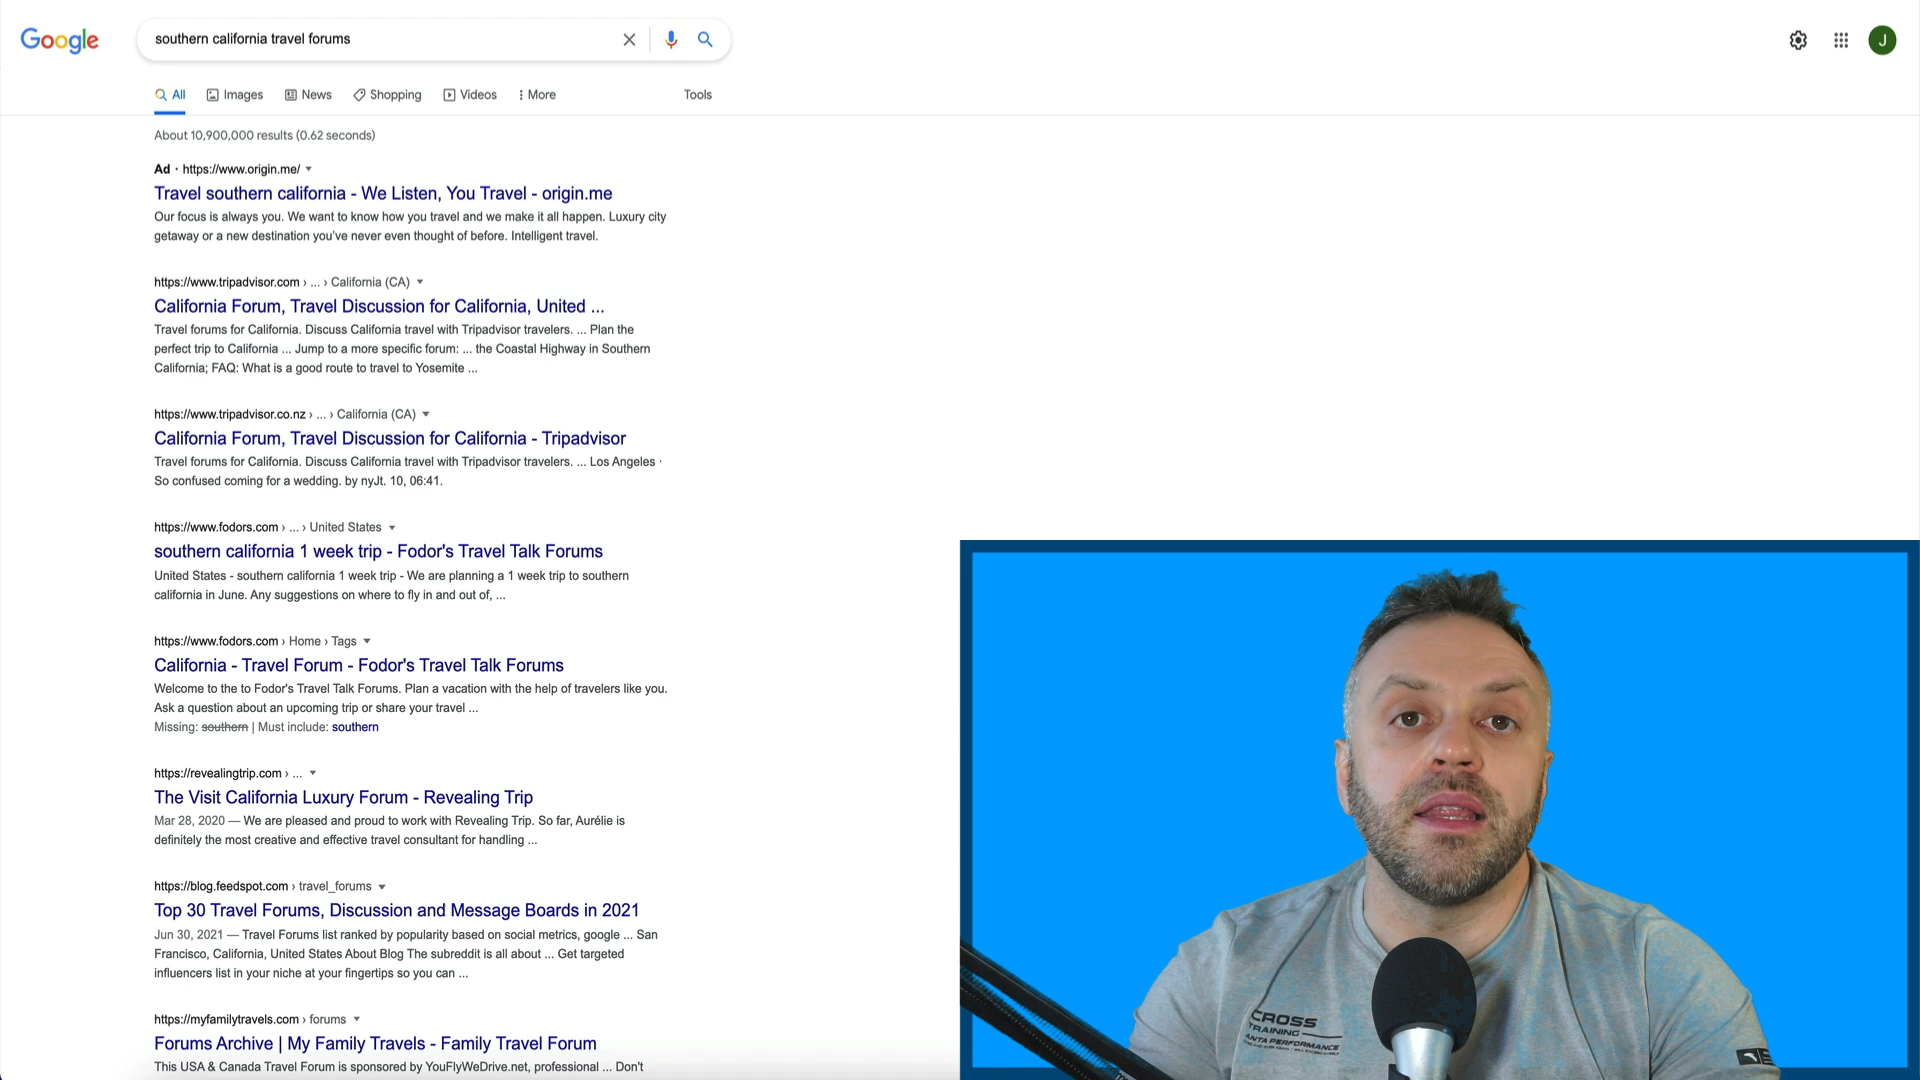 Google
southern california travel forums
J
All
Images
News
Shopping
Videos
More
Tools
About 10,900,000 results (0.62 seconds)
Ad · https://www.origin.me/
Travel southern california - We Listen, You Travel - origin.me
Our focus is always you. We want to know how you travel and we make it all happen. Luxury city
getaway or a new destination you've never even thought of before. Intelligent travel.
https://www.tripadvisor.com › ... › California (CA)
California Forum, Travel Discussion for California, United ...
Travel forums for California. Discuss California travel with Tripadvisor travelers. ... Plan the
perfect trip to California ... Jump to a more specific forum: ... the Coastal Highway in Southern
California; FAQ: What is a good route to travel to Yosemite ...
https://www.tripadvisor.co.nz › ... › California (CA)
California Forum, Travel Discussion for California - Tripadvisor
Travel forums for California. Discuss California travel with Tripadvisor travelers. ... Los Angeles ·
So confused coming for a wedding. by nyJt. 10, 06:41.
https://www.fodors.com › ... › United States
southern california 1 week trip - Fodor's Travel Talk Forums
United States - southern california 1 week trip - We are planning a 1 week trip to southern
california in June. Any suggestions on where to fly in and out of, ...
https://www.fodors.com › Home › Tags
California - Travel Forum - Fodor's Travel Talk Forums
Welcome to the to Fodor's Travel Talk Forums. Plan a vacation with the help of travelers like you.
Ask a question about an upcoming trip or share your travel ...
Missing: southern | Must include: southern
https://revealingtrip.com › ...
The Visit California Luxury Forum - Revealing Trip
Mar 28, 2020 — We are pleased and proud to work with Revealing Trip. So far, Aurélie is
definitely the most creative and effective travel consultant for handling ...
https://blog.feedspot.com › travel_forums
Top 30 Travel Forums, Discussion and Message Boards in 2021
Jun 30, 2021 — Travel Forums list ranked by popularity based on social metrics, google ... San
Francisco, California, United States About Blog The subreddit is all about ... Get targeted
influencers list in your niche at your fingertips so you can ...
https://myfamilytravels.com › forums
Forums Archive | My Family Travels - Family Travel Forum
This USA & Canada Travel Forum is sponsored by YouFlyWeDrive.net, professional ... Don't
CROSS
TRAINING
ANTA PERFORMANCE